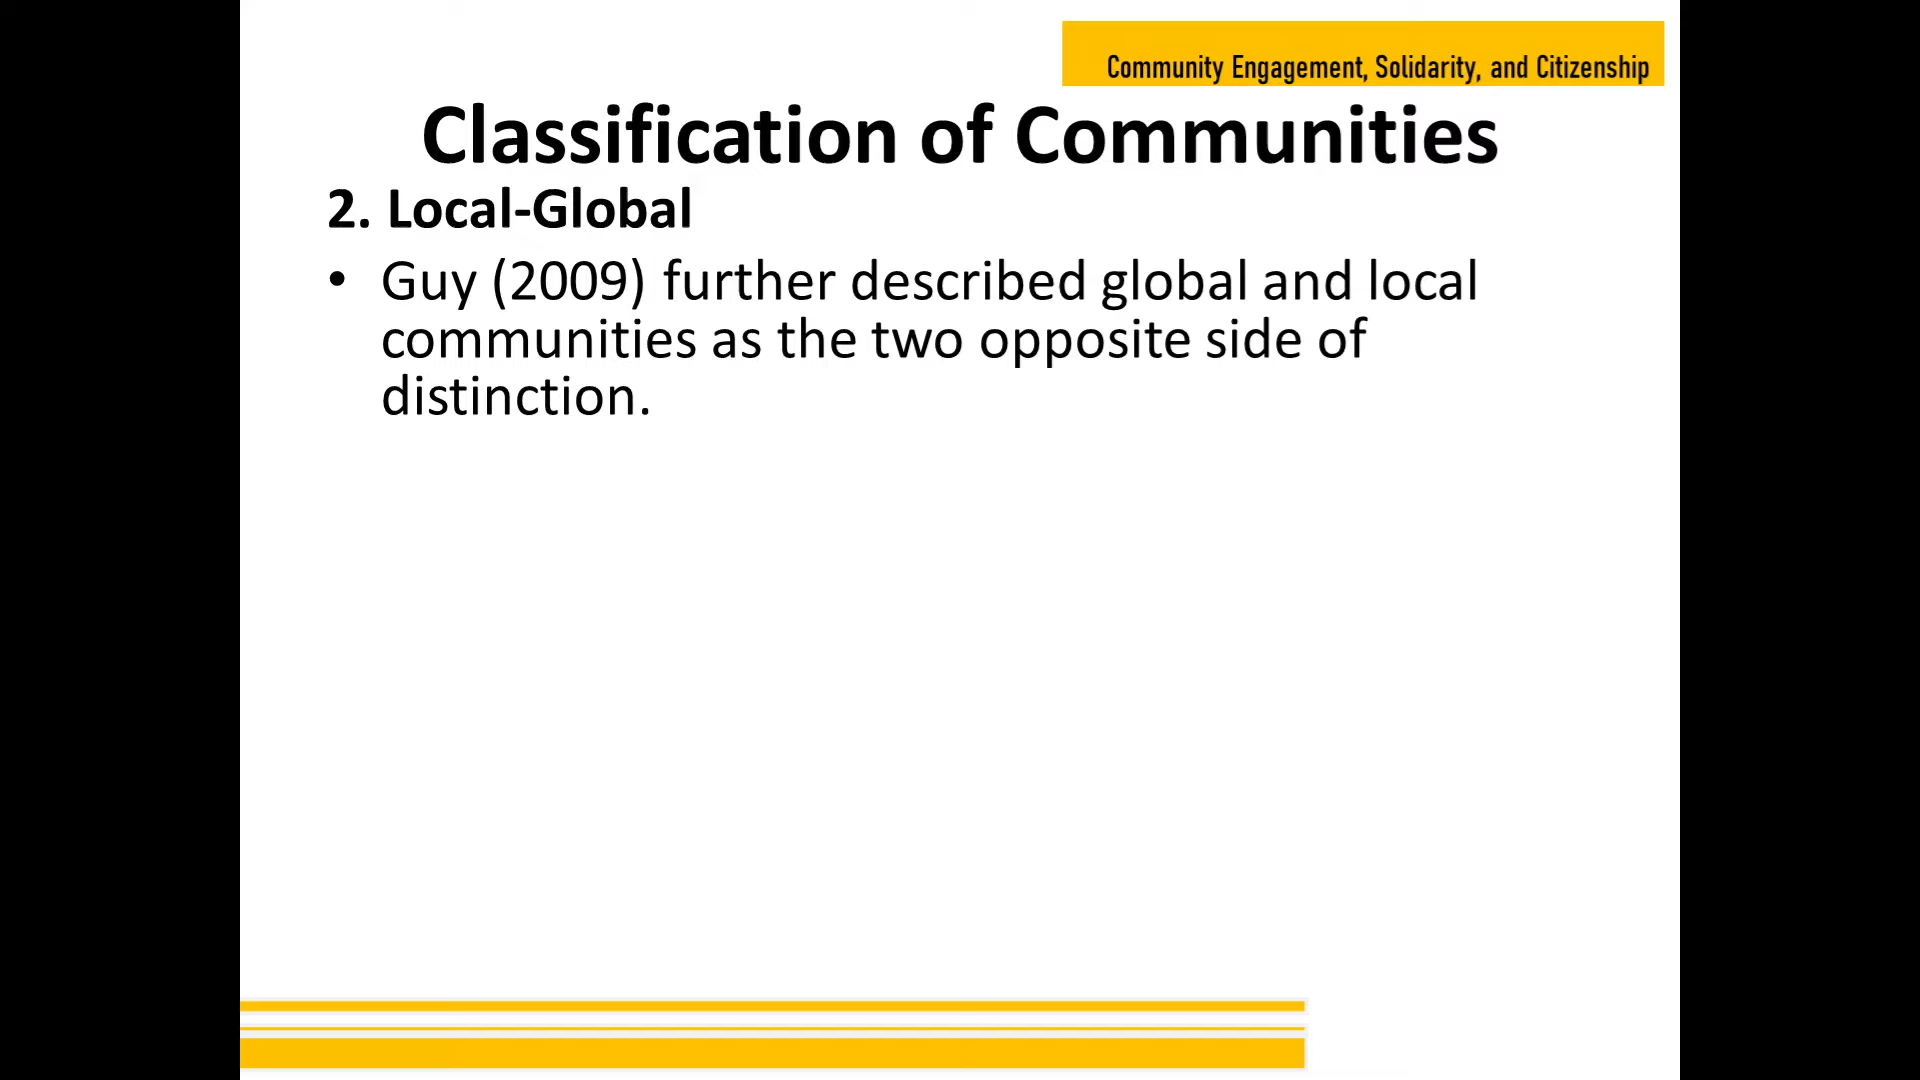 Community Engagement, Solidarity, and Citizenship
Classification of Communities
2. Local-Global
• Guy (2009) further described global and local
communities as the two opposite side of
distinction.